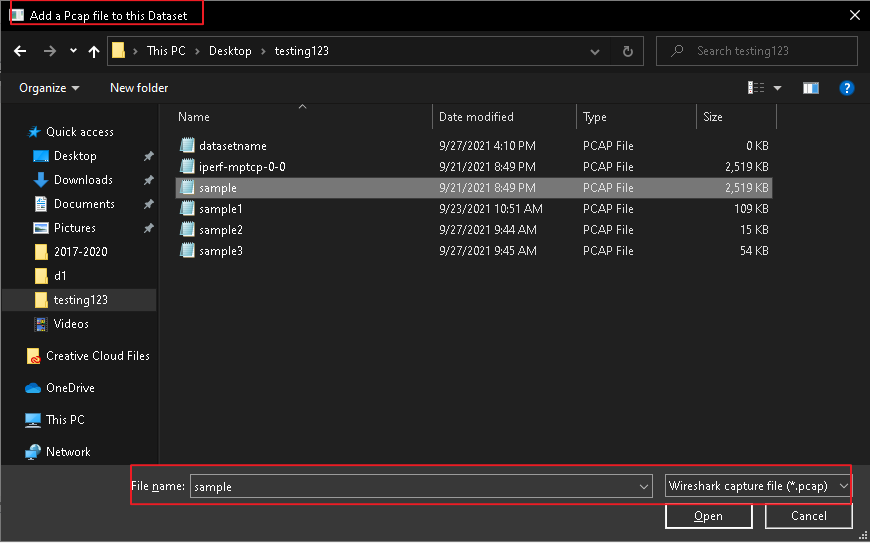 Add a Pcap file to this Dataset
This PC > Desktop > testing123
Search testing123
Organize
New folder
Name Date modified Type Size
datasetname 9/27/2021 4:10 PM PCAP File 0 KB
iperf-mptcp-0-0 9/21/2021 8:49 PM PCAP File 2,519 KB
sample 9/21/2021 8:49 PM PCAP File 2,519 KB
sample1 9/23/2021 10:51 AM PCAP File 109 KB
sample2 9/27/2021 9:44 AM PCAP File 15 KB
sample3 9/27/2021 9:45 AM PCAP File 54 KB
Quick access
Desktop
Downloads
Documents
Pictures
2017-2020
d1
testing123
Videos
Creative Cloud Files
OneDrive
This PC
Network
File name: sample Wireshark capture file (*.pcap)
Open Cancel